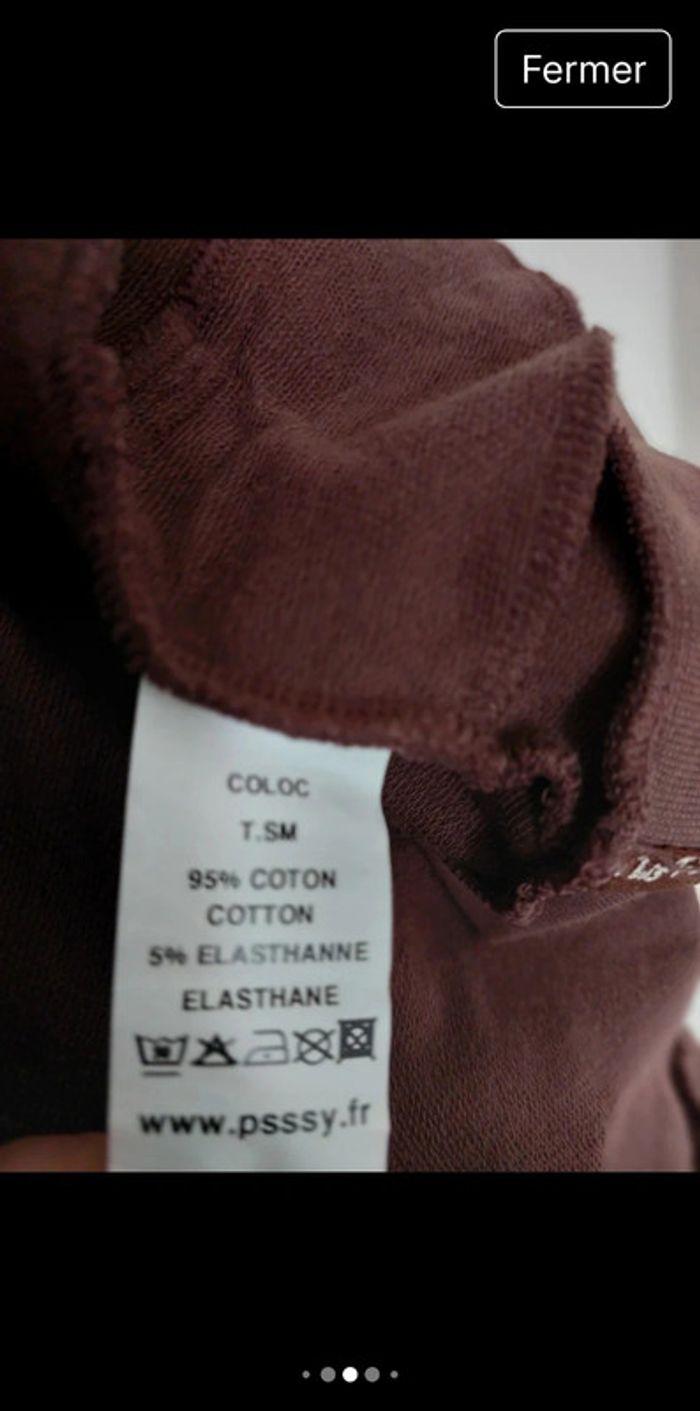 Fermer
COLOC
T.SM
95% COTON
COTTON
5% ELASTHANNE
ELASTHANE
www.psssy.fr